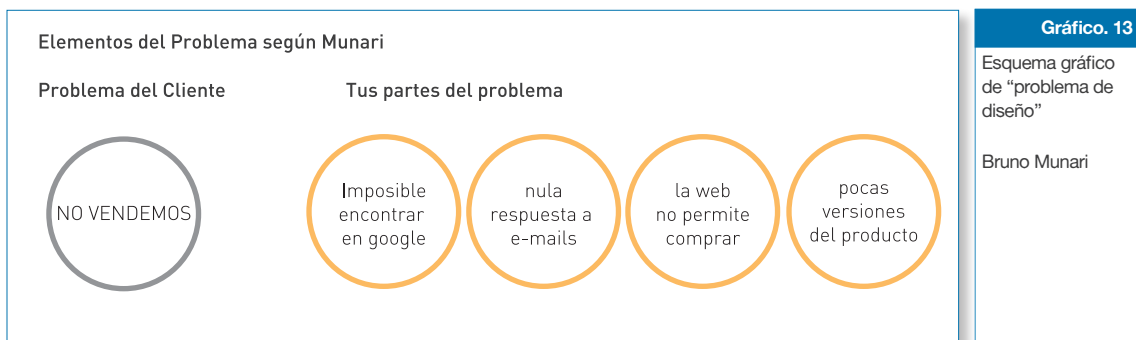 Elementos del Problema según Munari
Problema del Cliente
Tus partes del problema
NO VENDEMOS
Imposible
encontrar
en google
nula
respuesta a
e-mails
la web
no permite
comprar
pocas
versiones
del producto
Gráfico. 13
Esquema gráfico
de “problema de
diseño”
Bruno Munari